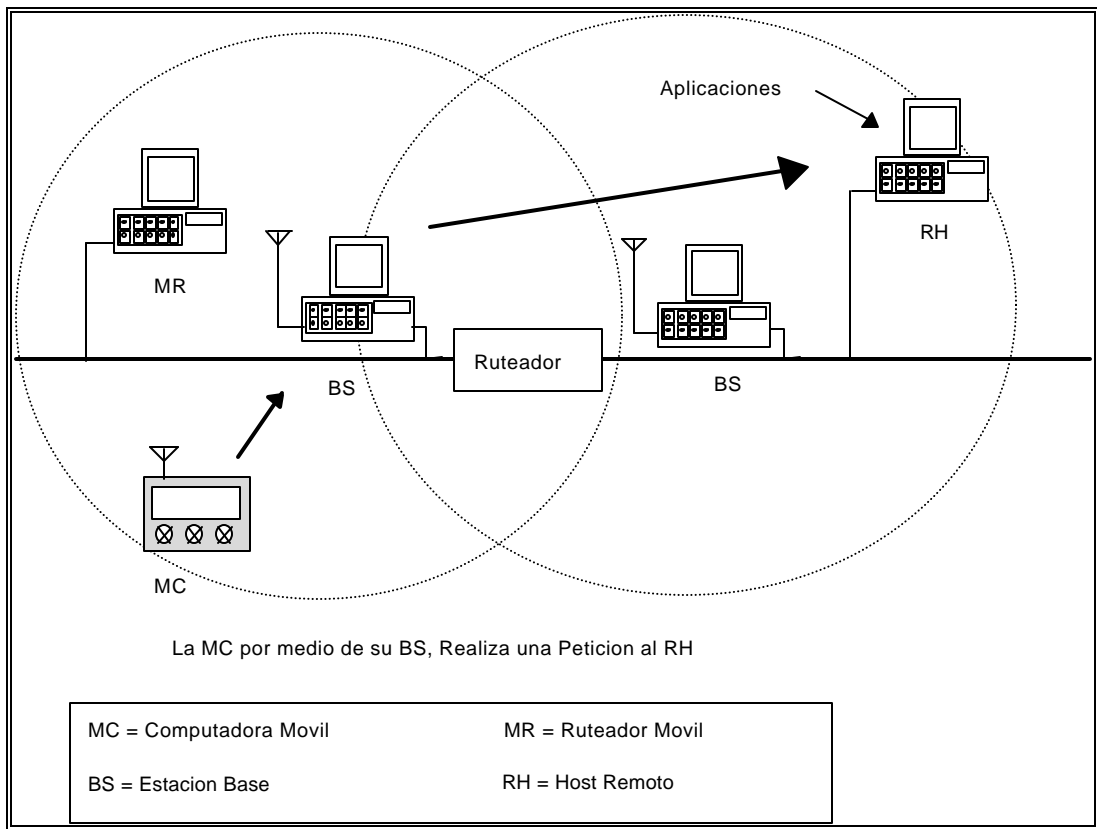 Aplicaciones
RH
MR
Ruteador
BS
BS
MC
La MC por medio de su BS, Realiza una Peticion al RH
MC = Computadora Movil
MR = Ruteador Movil
BS = Estacion Base
RH = Host Remoto